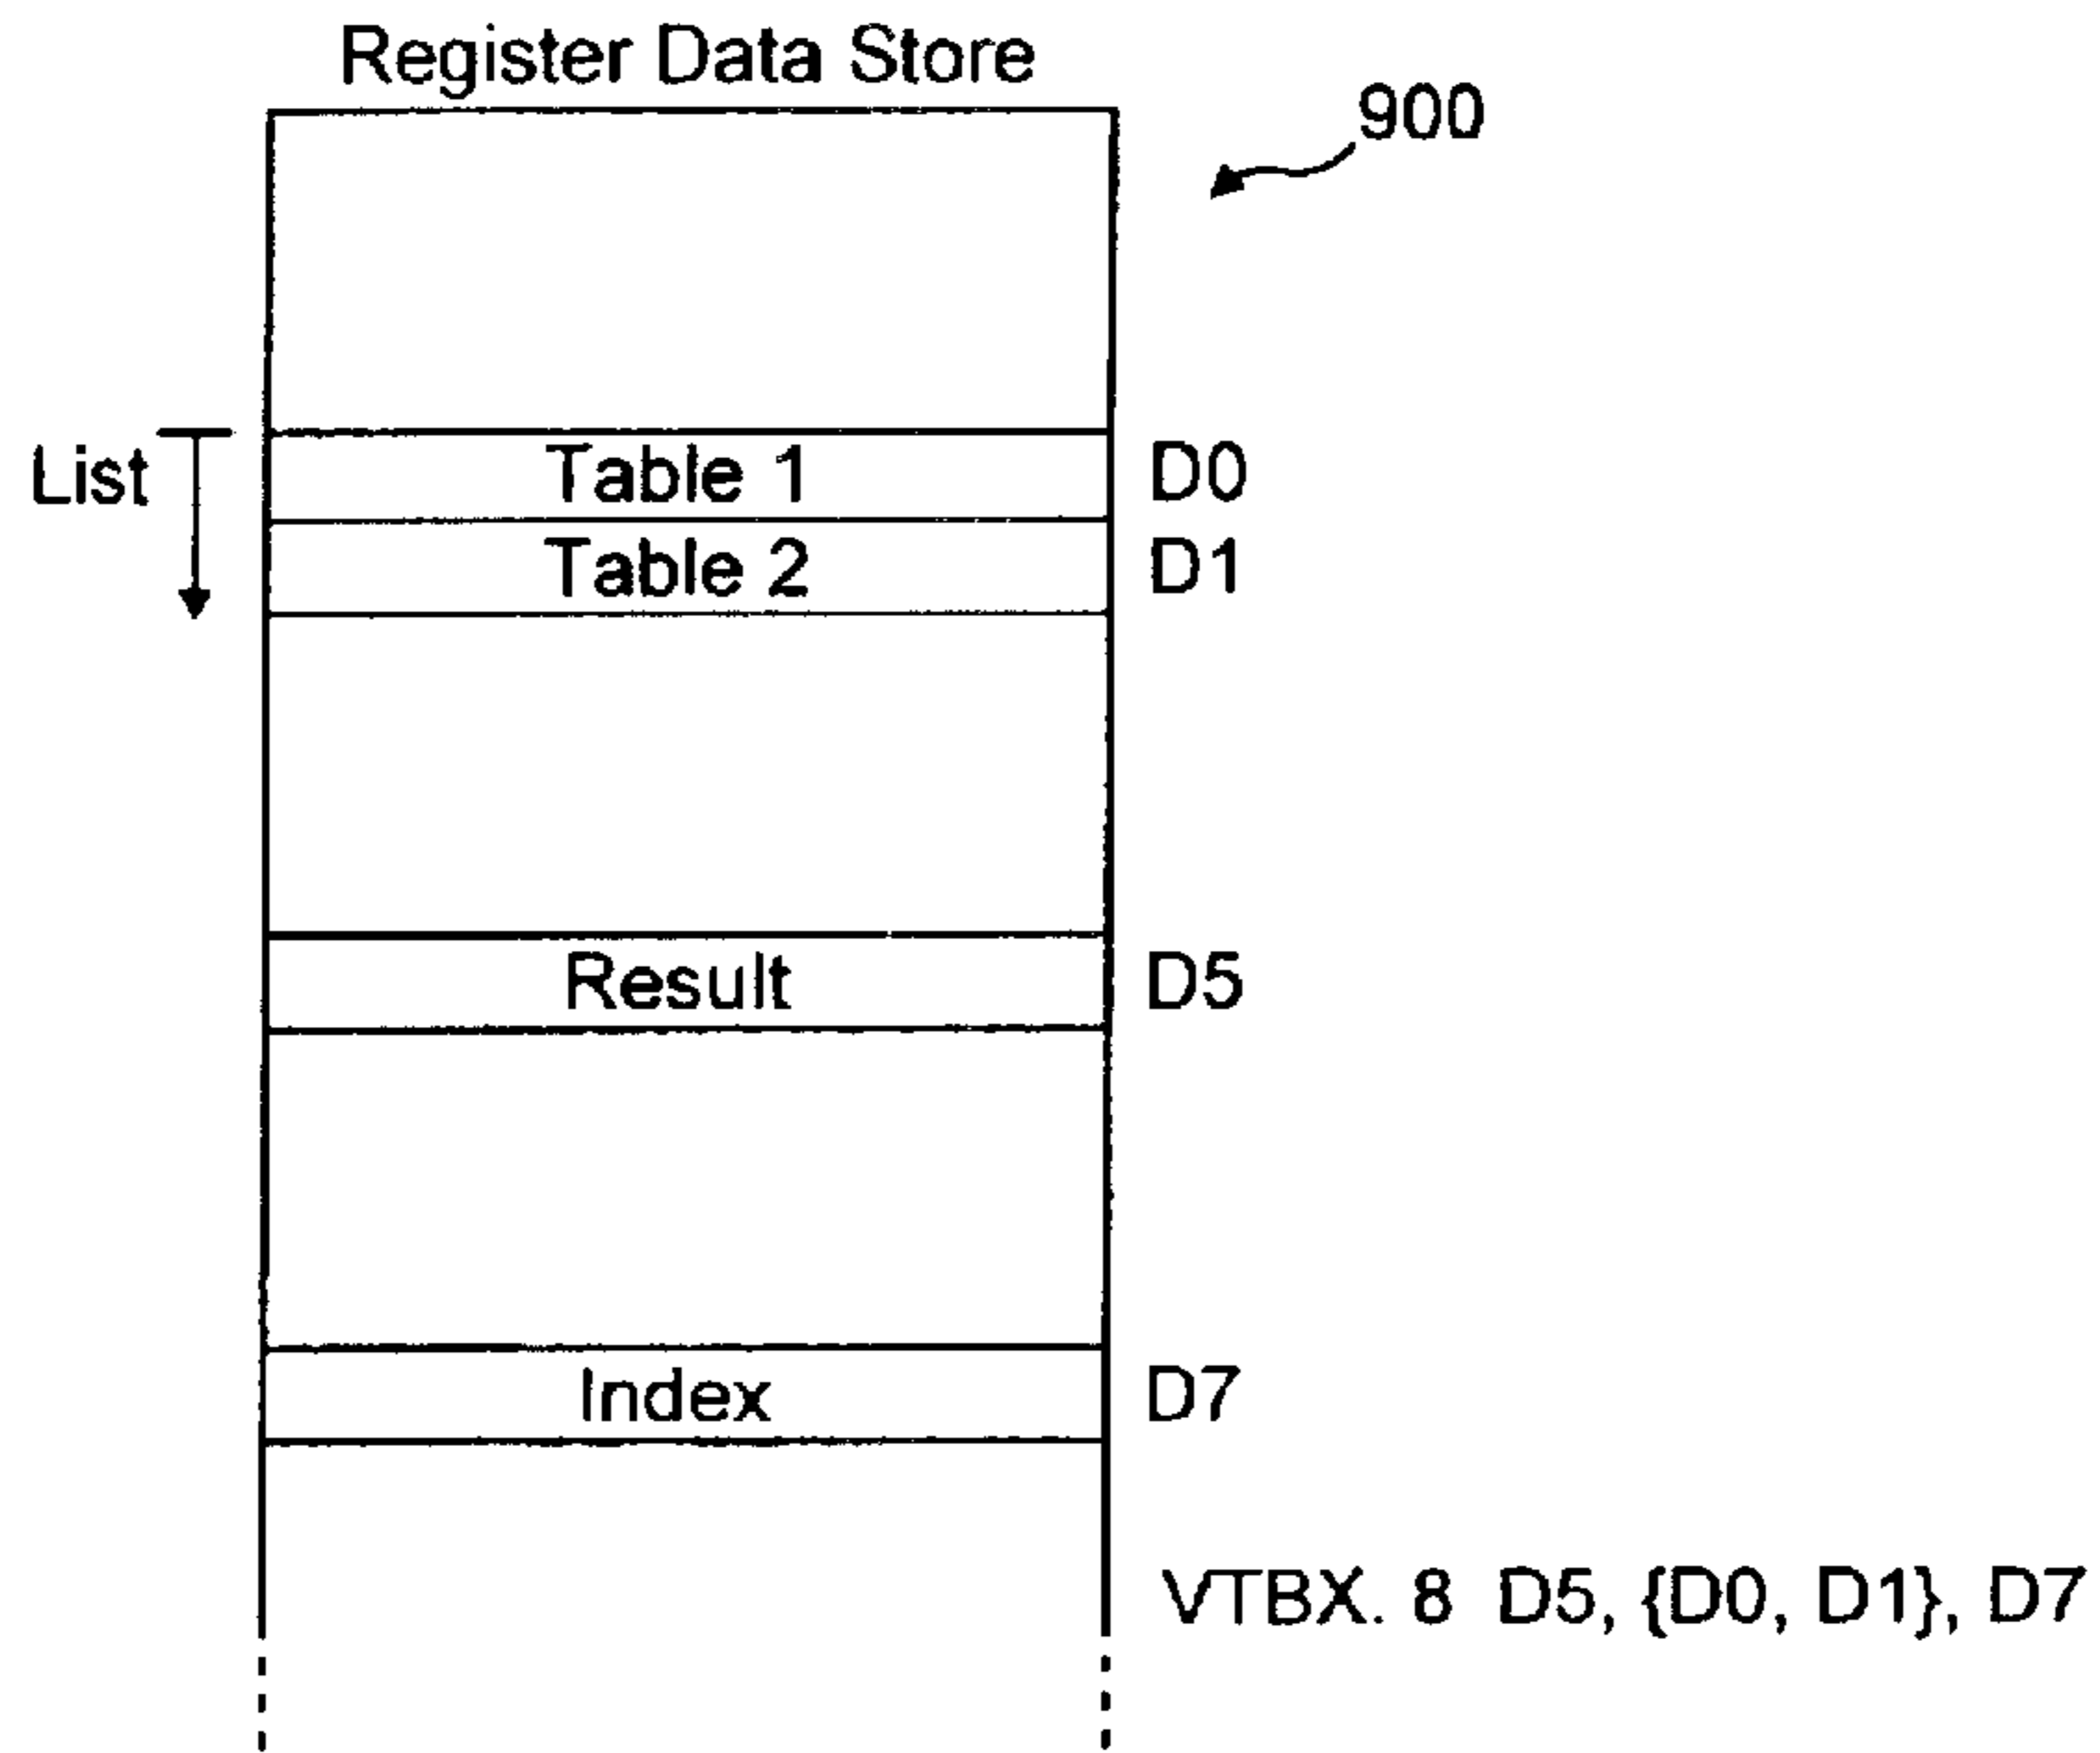 Register Data Store
900
List
Table 1 D0
Table 2 D1
Result D5
Index D7
VTBX. 8 D5, {D0, D1}, D7